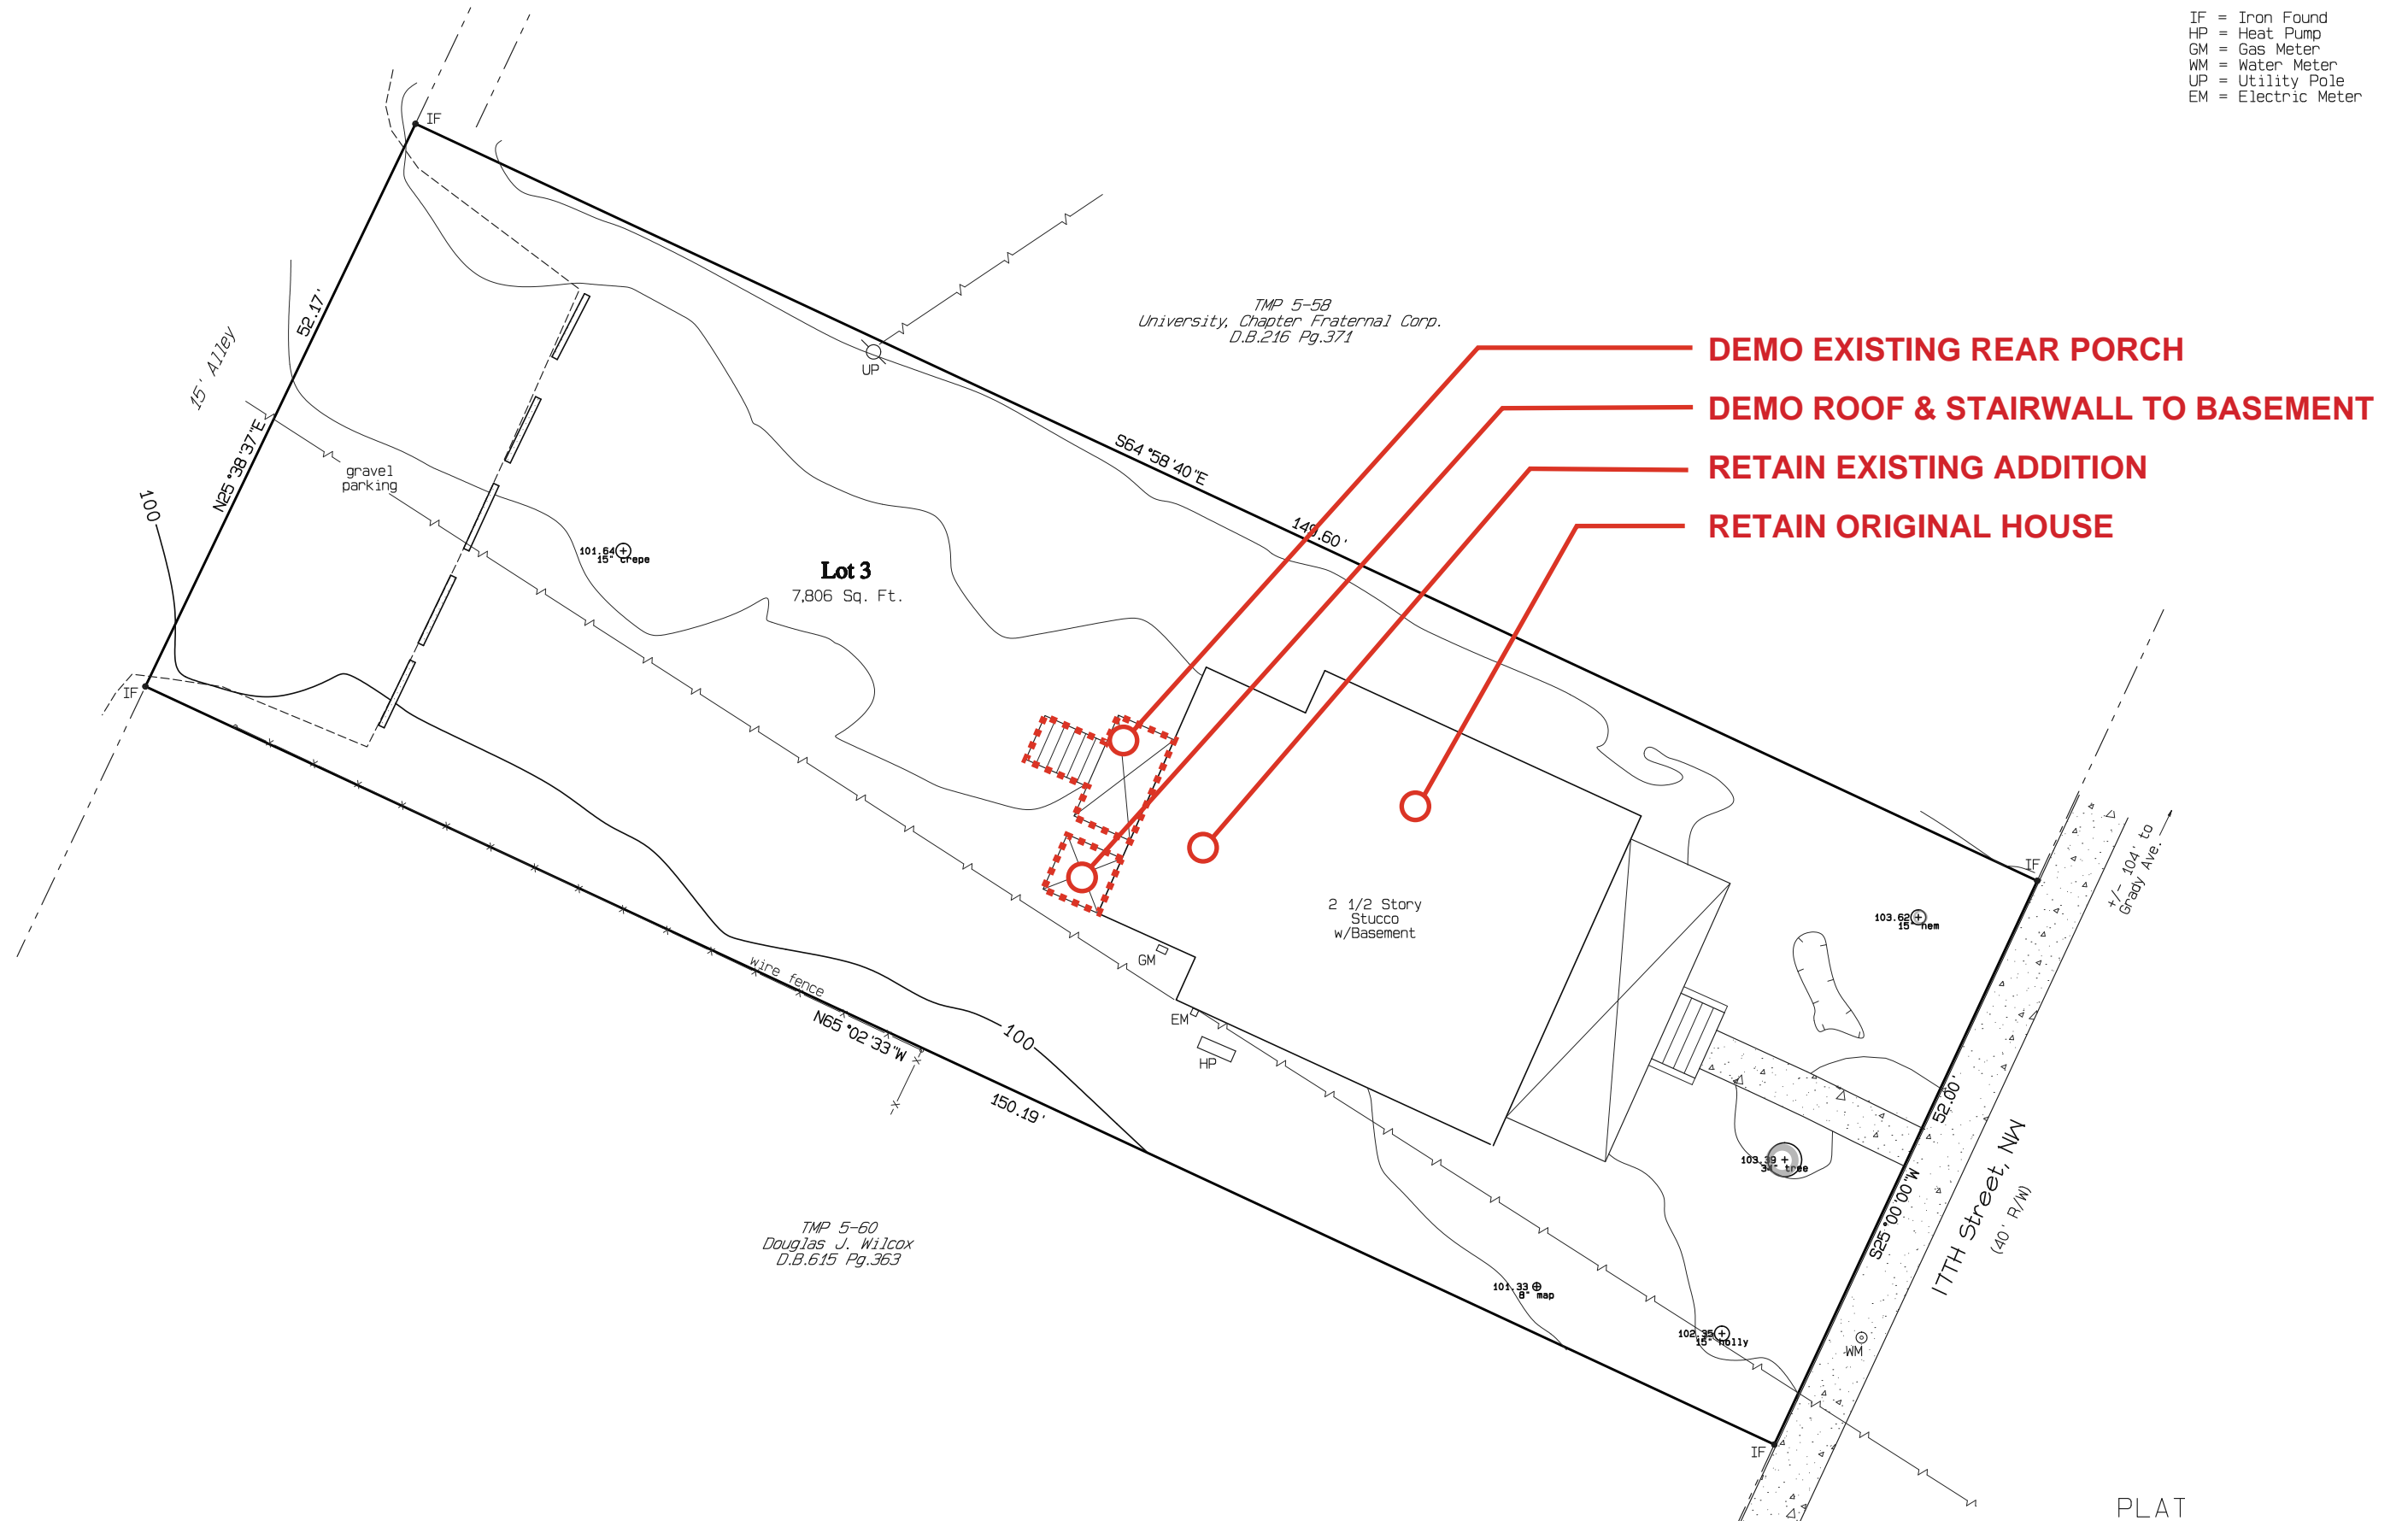 IF = Iron Found
HP = Heat Pump
GM = Gas Meter
WM = Water Meter
UP = Utility Pole
EM = Electric Meter
IF
TMP 5-58
University, Chapter Fraternal Corp.
D.B.216 Pg.371
DEMO EXISTING REAR PORCH
DEMO ROOF & STAIRWALL TO BASEMENT
RETAIN EXISTING ADDITION
RETAIN ORIGINAL HOUSE
52.17'
15' Alley
UP
N25°38'37"E
S64°58'40"E
149.60'
gravel
parking
100
101.64
15" crepe
Lot 3
7,806 Sq. Ft.
IF
2 1/2 Story
Stucco
w/Basement
IF
+/- 104' to
Grady Ave.
103.62
15" nem
GM
EM
HP
Wire fence
N65°02'33"W
100
150.19'
52.00'
103.39
34" tree
S25°00'00"W
17TH Street, NW
(40' R/W)
TMP 5-60
Douglas J. Wilcox
D.B.615 Pg.363
101.33
8" map
102.35
15" holly
WM
IF
PLAT